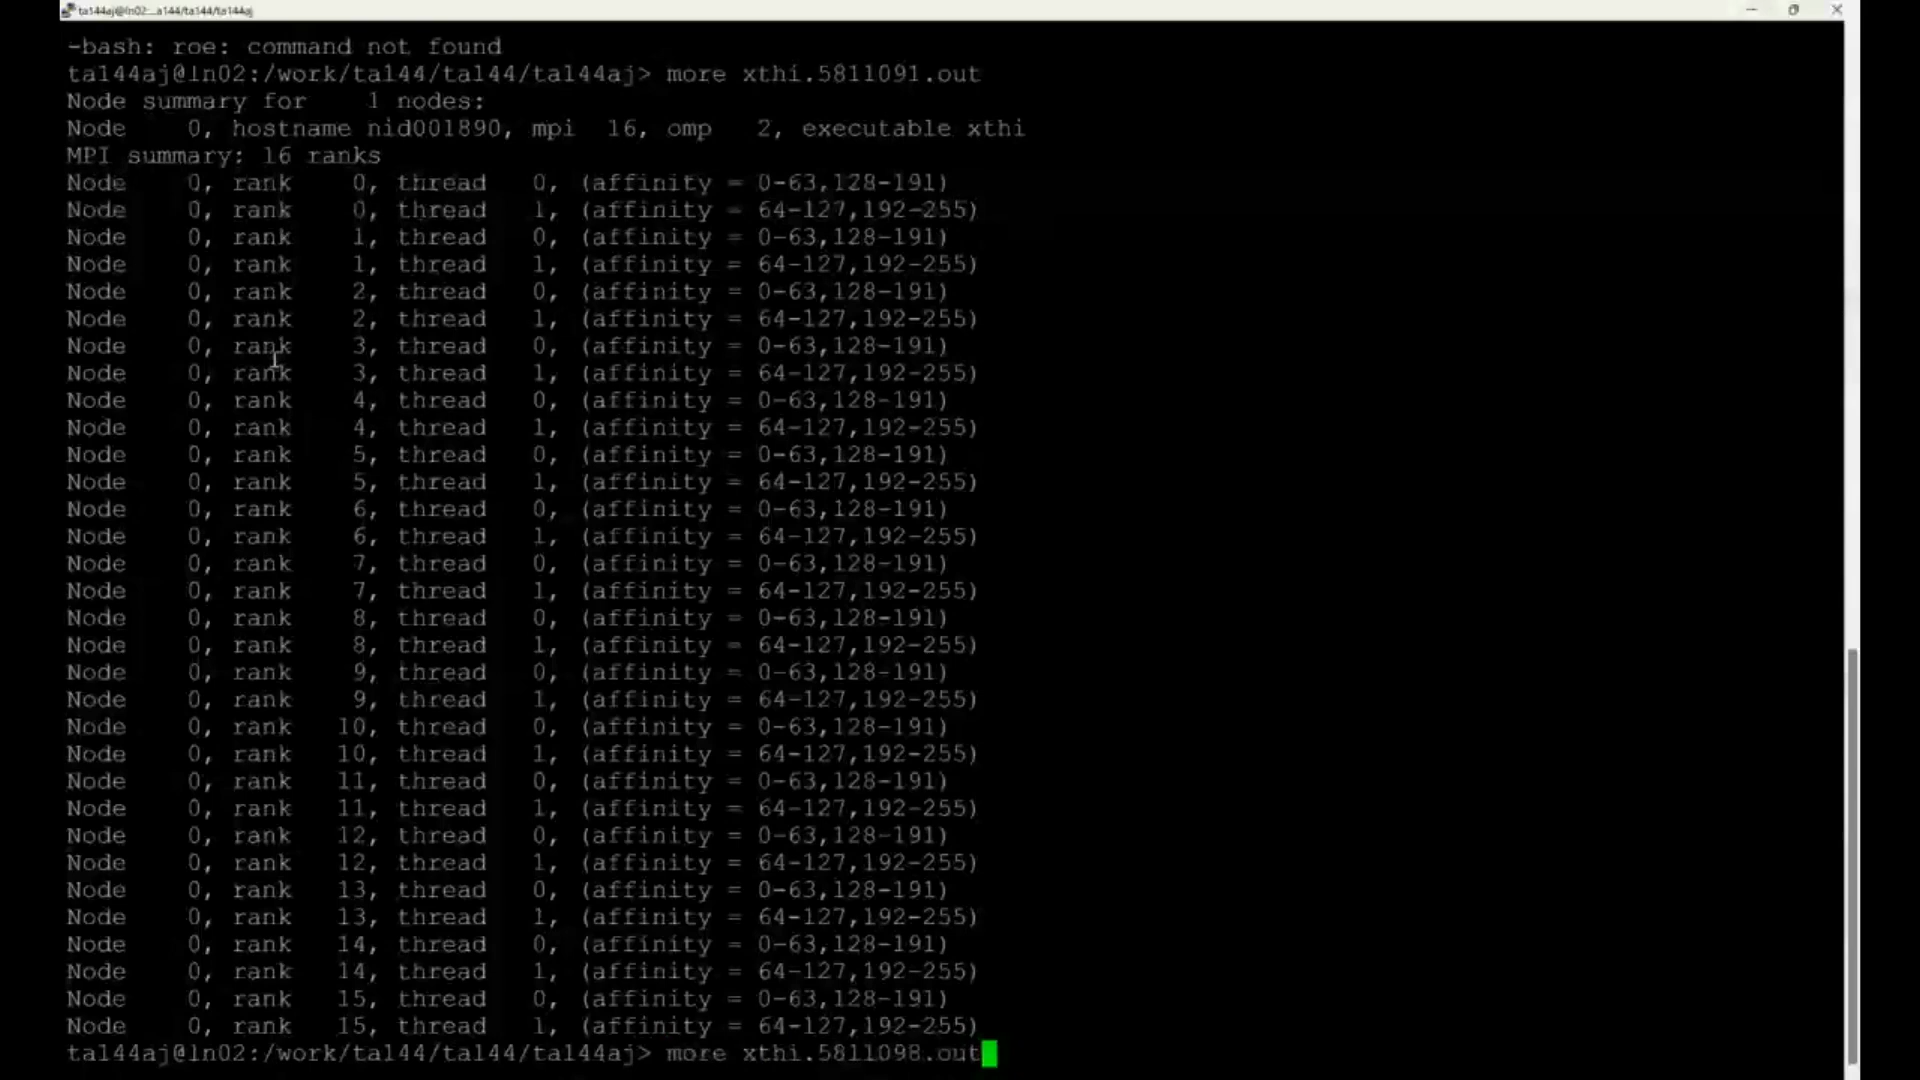 ta144aj@ln02:...a144/ta144/ta144aj
-bash: roe: command not found
ta144aj@ln02:/work/ta144/ta144/ta144aj> more xthi.5811091.out
Node summary for    1 nodes:
Node    0, hostname nid001890, mpi  16, omp   2, executable xthi
MPI summary: 16 ranks
Node    0, rank    0, thread   0, (affinity = 0-63,128-191)
Node    0, rank    0, thread   1, (affinity = 64-127,192-255)
Node    0, rank    1, thread   0, (affinity = 0-63,128-191)
Node    0, rank    1, thread   1, (affinity = 64-127,192-255)
Node    0, rank    2, thread   0, (affinity = 0-63,128-191)
Node    0, rank    2, thread   1, (affinity = 64-127,192-255)
Node    0, rank    3, thread   0, (affinity = 0-63,128-191)
Node    0, rank    3, thread   1, (affinity = 64-127,192-255)
Node    0, rank    4, thread   0, (affinity = 0-63,128-191)
Node    0, rank    4, thread   1, (affinity = 64-127,192-255)
Node    0, rank    5, thread   0, (affinity = 0-63,128-191)
Node    0, rank    5, thread   1, (affinity = 64-127,192-255)
Node    0, rank    6, thread   0, (affinity = 0-63,128-191)
Node    0, rank    6, thread   1, (affinity = 64-127,192-255)
Node    0, rank    7, thread   0, (affinity = 0-63,128-191)
Node    0, rank    7, thread   1, (affinity = 64-127,192-255)
Node    0, rank    8, thread   0, (affinity = 0-63,128-191)
Node    0, rank    8, thread   1, (affinity = 64-127,192-255)
Node    0, rank    9, thread   0, (affinity = 0-63,128-191)
Node    0, rank    9, thread   1, (affinity = 64-127,192-255)
Node    0, rank   10, thread   0, (affinity = 0-63,128-191)
Node    0, rank   10, thread   1, (affinity = 64-127,192-255)
Node    0, rank   11, thread   0, (affinity = 0-63,128-191)
Node    0, rank   11, thread   1, (affinity = 64-127,192-255)
Node    0, rank   12, thread   0, (affinity = 0-63,128-191)
Node    0, rank   12, thread   1, (affinity = 64-127,192-255)
Node    0, rank   13, thread   0, (affinity = 0-63,128-191)
Node    0, rank   13, thread   1, (affinity = 64-127,192-255)
Node    0, rank   14, thread   0, (affinity = 0-63,128-191)
Node    0, rank   14, thread   1, (affinity = 64-127,192-255)
Node    0, rank   15, thread   0, (affinity = 0-63,128-191)
Node    0, rank   15, thread   1, (affinity = 64-127,192-255)
ta144aj@ln02:/work/ta144/ta144/ta144aj> more xthi.5811098.out